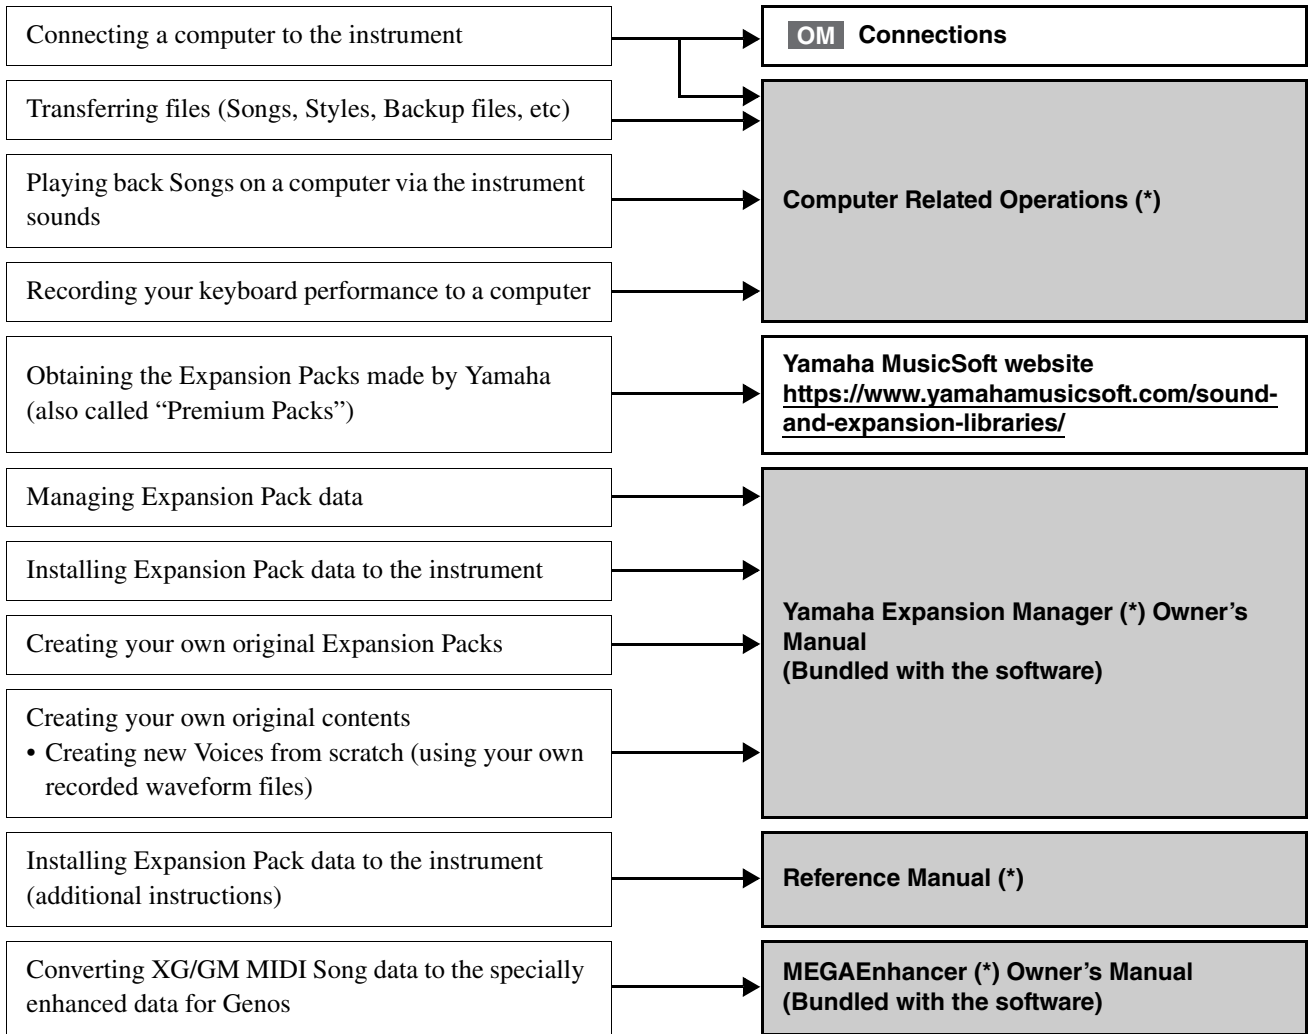 Connecting a computer to the instrument
OM Connections
Transferring files (Songs, Styles, Backup files, etc)
Playing back Songs on a computer via the instrument
sounds
Computer Related Operations (*)
Recording your keyboard performance to a computer
Obtaining the Expansion Packs made by Yamaha
(also called “Premium Packs”)
Yamaha MusicSoft website
https://www.yamahamusicsoft.com/sound-
and-expansion-libraries/
Managing Expansion Pack data
Installing Expansion Pack data to the instrument
Creating your own original Expansion Packs
Creating your own original contents
• Creating new Voices from scratch (using your own
recorded waveform files)
Yamaha Expansion Manager (*) Owner’s
Manual
(Bundled with the software)
Installing Expansion Pack data to the instrument
(additional instructions)
Reference Manual (*)
Converting XG/GM MIDI Song data to the specially
enhanced data for Genos
MEGAEnhancer (*) Owner’s Manual
(Bundled with the software)